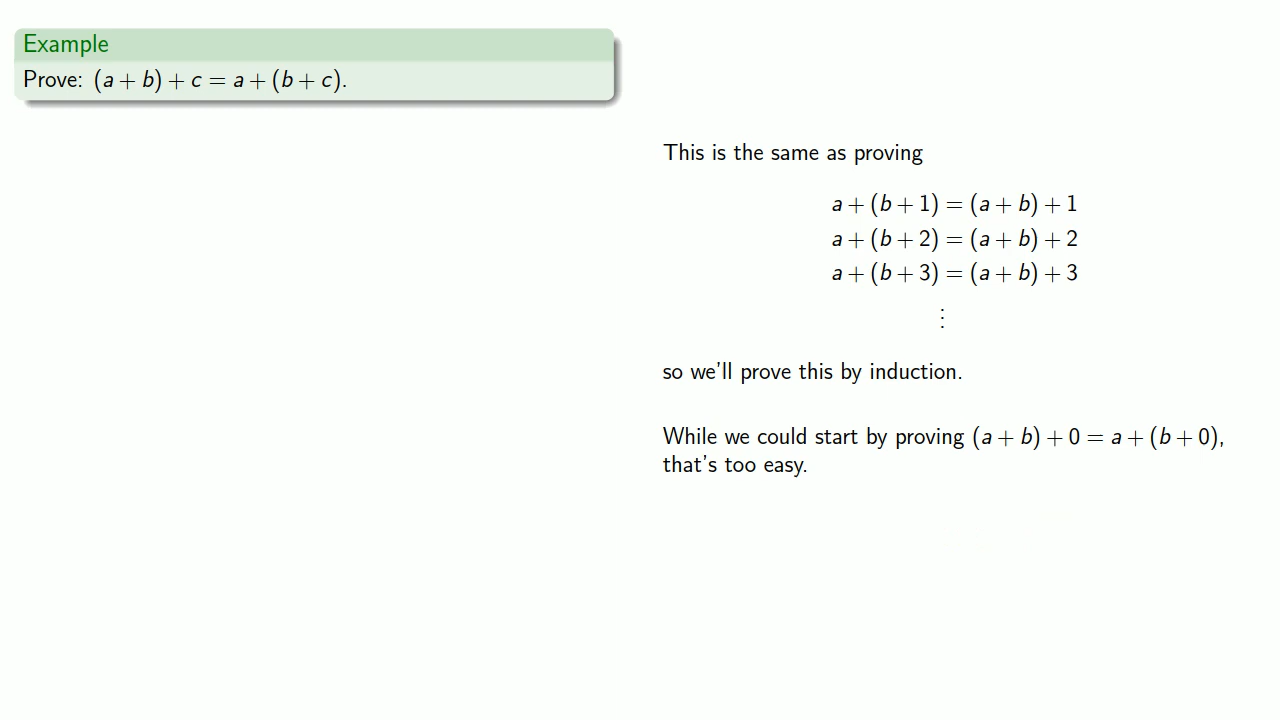 Example
Prove: (a + b) + c = a + (b + c).
This is the same as proving
a + (b + 1) = (a + b) + 1
a + (b + 2) = (a + b) + 2
a + (b + 3) = (a + b) + 3
⋮
so we'll prove this by induction.
While we could start by proving (a + b) + 0 = a + (b + 0),
that's too easy.